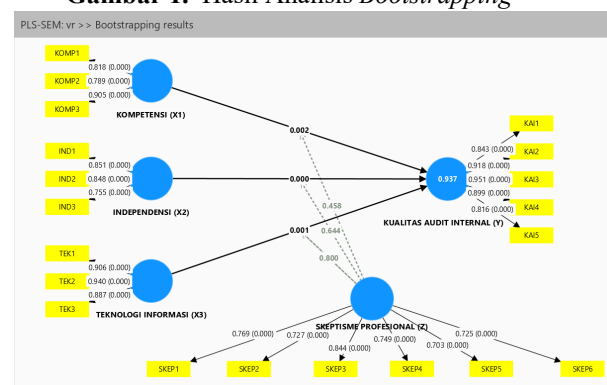 Gambar 1. Hasil Analisis Bootstrapping
PLS-SEM: vr >> Bootstrapping results
KOMP1
0.818 (0.000)
KOMP2
0.789 (0.000)
0.905 (0.000)
KOMP3
KOMPETENSI (X1)
0.002
IND1
0.851 (0.000)
IND2
0.848 (0.000)
0.755 (0.000)
IND3
INDEPENDENSI (X2)
0.000
TEK1
0.906 (0.000)
TEK2
0.940 (0.000)
0.887 (0.000)
TEK3
TEKNOLOGI INFORMASI (X3)
0.001
0.458
0.644
0.800
0.937
KUALITAS AUDIT INTERNAL (Y)
KAI1
0.843 (0.000)
KAI2
0.918 (0.000)
0.951 (0.000)
KAI3
0.899 (0.000)
KAI4
0.816 (0.000)
KAI5
SKEPTISME PROFESIONAL (Z)
0.769 (0.000)
0.727 (0.000)
0.844 (0.000)
0.749 (0.000)
0.703 (0.000)
0.725 (0.000)
SKEP1
SKEP2
SKEP3
SKEP4
SKEP5
SKEP6